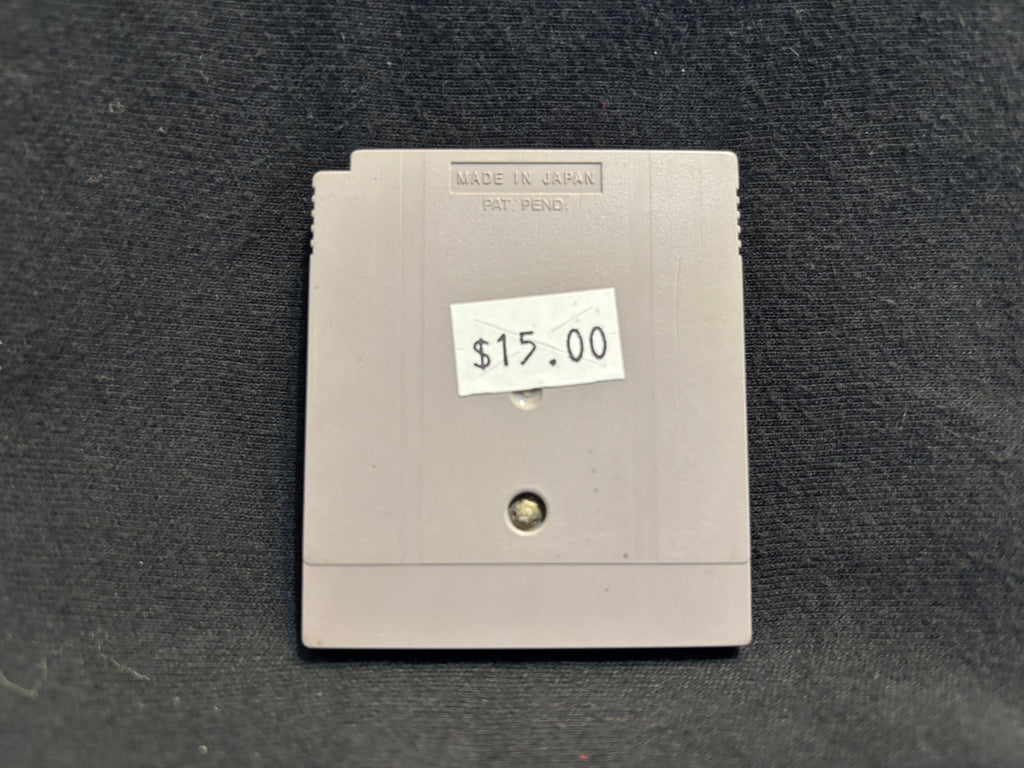 MADE IN JAPAN
PAT. PEND.
$15.00